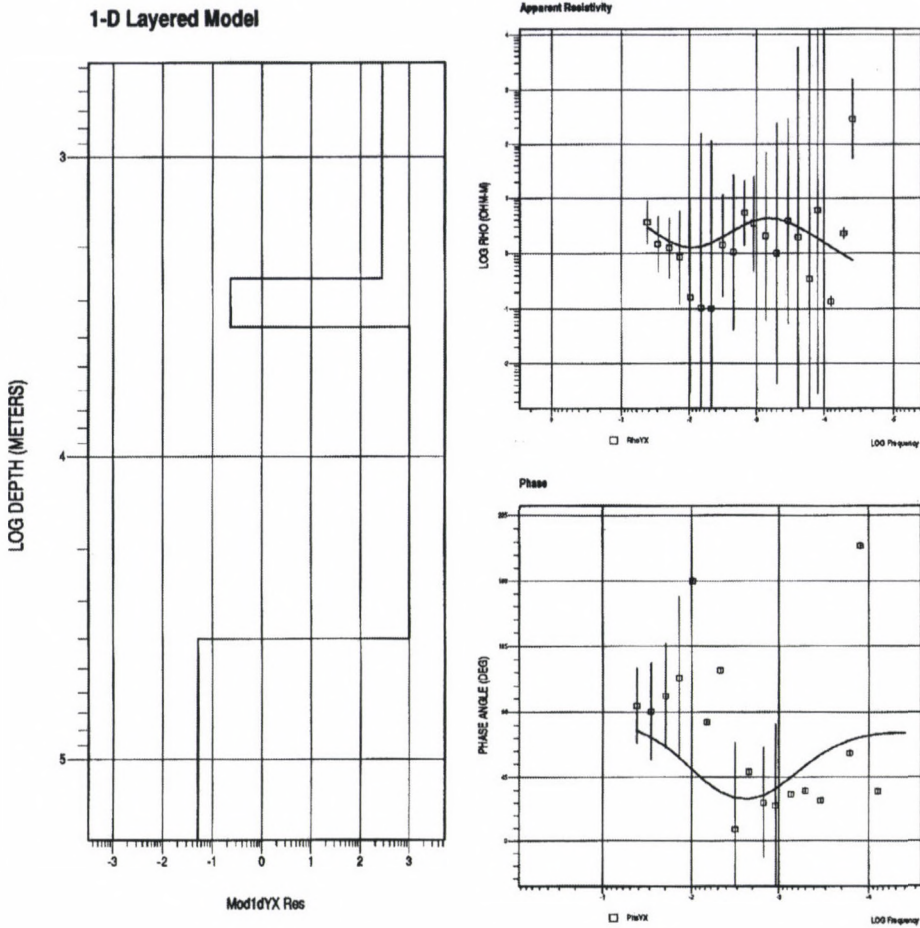 1-D Layered Model
LOG DEPTH (METERS)
3
4
5
-3 -2 -1 0 1 2 3
Mod1dYX Res
Apparent Resistivity
LOG RHO (OHM-M)
RhoYX
LOG Frequency
Phase
PHASE ANGLE (DEG)
PhsYX
LOG Frequency